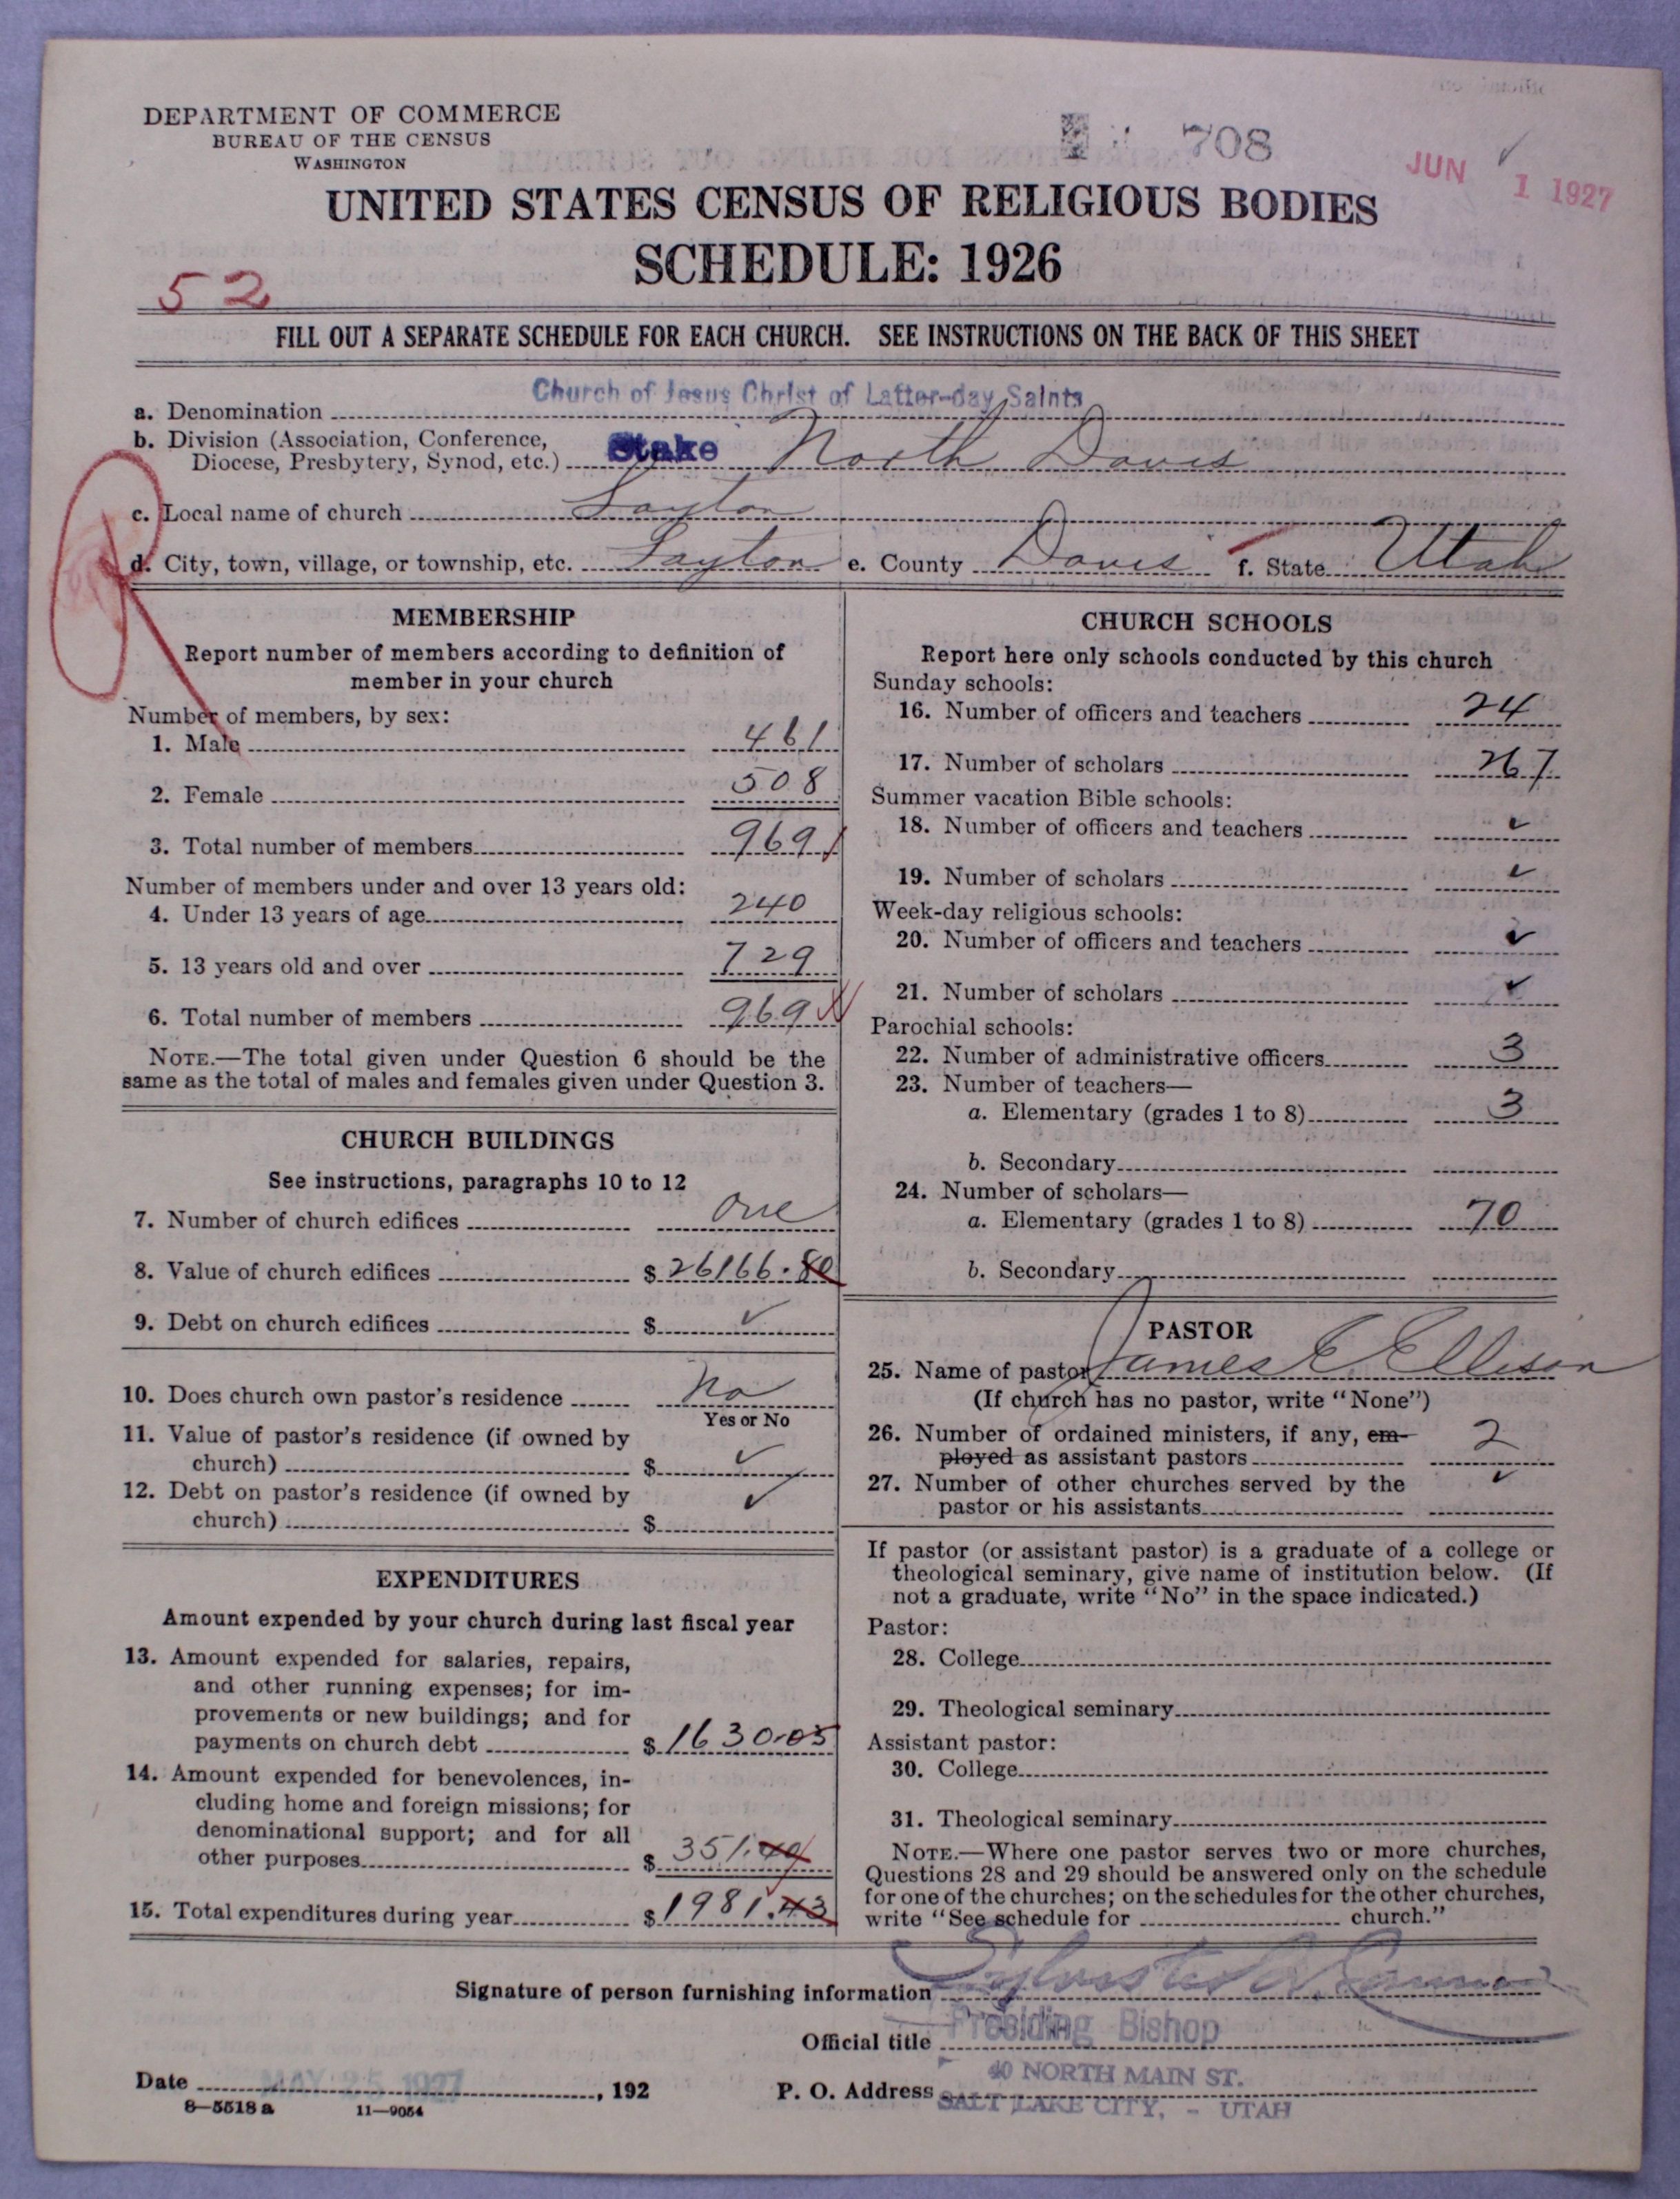 DEPARTMENT OF COMMERCE
BUREAU OF THE CENSUS
WASHINGTON
708
JUN 1 1927
UNITED STATES CENSUS OF RELIGIOUS BODIES
SCHEDULE: 1926
52
FILL OUT A SEPARATE SCHEDULE FOR EACH CHURCH. SEE INSTRUCTIONS ON THE BACK OF THIS SHEET
a. Denomination Church of Jesus Christ of Latter-day Saints
b. Division (Association, Conference,
Diocese, Presbytery, Synod, etc.) Stake North Davis
c. Local name of church Layton
d. City, town, village, or township, etc. Layton e. County Davis f. State Utah
MEMBERSHIP
Report number of members according to definition of
member in your church
Number of members, by sex:
1. Male 461
2. Female 508
3. Total number of members 969
Number of members under and over 13 years old:
4. Under 13 years of age 240
5. 13 years old and over 729
6. Total number of members 969
NOTE.—The total given under Question 6 should be the
same as the total of males and females given under Question 3.
CHURCH BUILDINGS
See instructions, paragraphs 10 to 12
7. Number of church edifices One
8. Value of church edifices $ 26166.80
9. Debt on church edifices $ ✓
10. Does church own pastor's residence No
Yes or No
11. Value of pastor's residence (if owned by
church) $ ✓
12. Debt on pastor's residence (if owned by
church) $ ✓
EXPENDITURES
Amount expended by your church during last fiscal year
13. Amount expended for salaries, repairs,
and other running expenses; for im-
provements or new buildings; and for
payments on church debt $ 1630.03
14. Amount expended for benevolences, in-
cluding home and foreign missions; for
denominational support; and for all
other purposes $ 351.40
15. Total expenditures during year $ 1981.43
CHURCH SCHOOLS
Report here only schools conducted by this church
Sunday schools:
16. Number of officers and teachers 24
17. Number of scholars 267
Summer vacation Bible schools:
18. Number of officers and teachers ✓
19. Number of scholars ✓
Week-day religious schools:
20. Number of officers and teachers ✓
21. Number of scholars ✓
Parochial schools:
22. Number of administrative officers 3
23. Number of teachers—
a. Elementary (grades 1 to 8) 3
b. Secondary
24. Number of scholars—
a. Elementary (grades 1 to 8) 70
b. Secondary
PASTOR
25. Name of pastor James E. Ellison
(If church has no pastor, write "None")
26. Number of ordained ministers, if any, em-
ployed as assistant pastors 2
27. Number of other churches served by the ✓
pastor or his assistants
If pastor (or assistant pastor) is a graduate of a college or
theological seminary, give name of institution below. (If
not a graduate, write "No" in the space indicated.)
Pastor:
28. College
29. Theological seminary
Assistant pastor:
30. College
31. Theological seminary
NOTE.—Where one pastor serves two or more churches,
Questions 28 and 29 should be answered only on the schedule
for one of the churches; on the schedules for the other churches,
write "See schedule for church."
Signature of person furnishing information Sylvester Q. Cannon
Official title Presiding Bishop
Date MAY 25 1927, 192
P. O. Address 40 NORTH MAIN ST.
SALT LAKE CITY, - UTAH
8—5518 a 11—9054